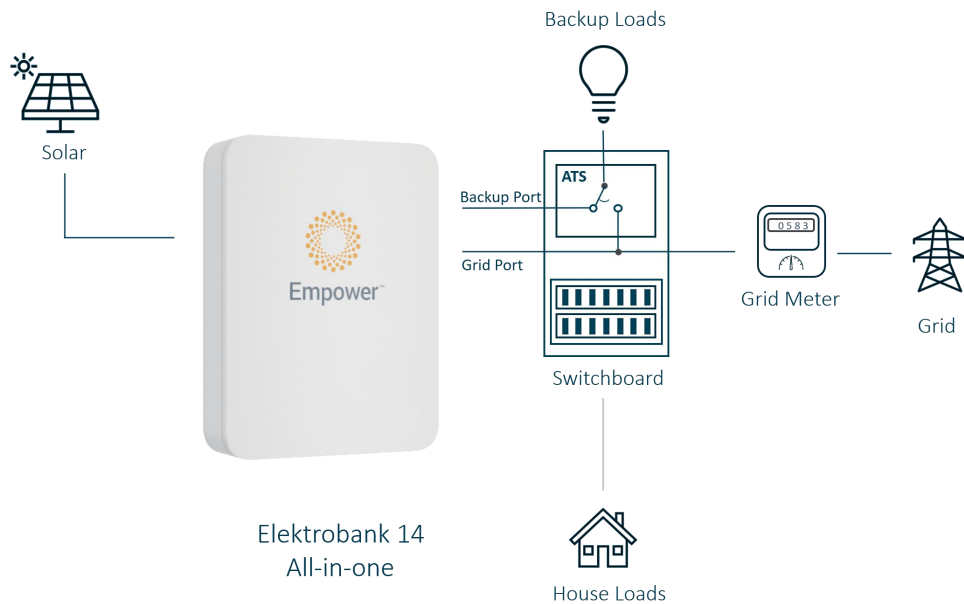 Backup Loads
Solar
ATS
Backup Port
Grid Port
0583
Empower™
Grid Meter
Grid
Switchboard
Elektrobank 14
All-in-one
House Loads